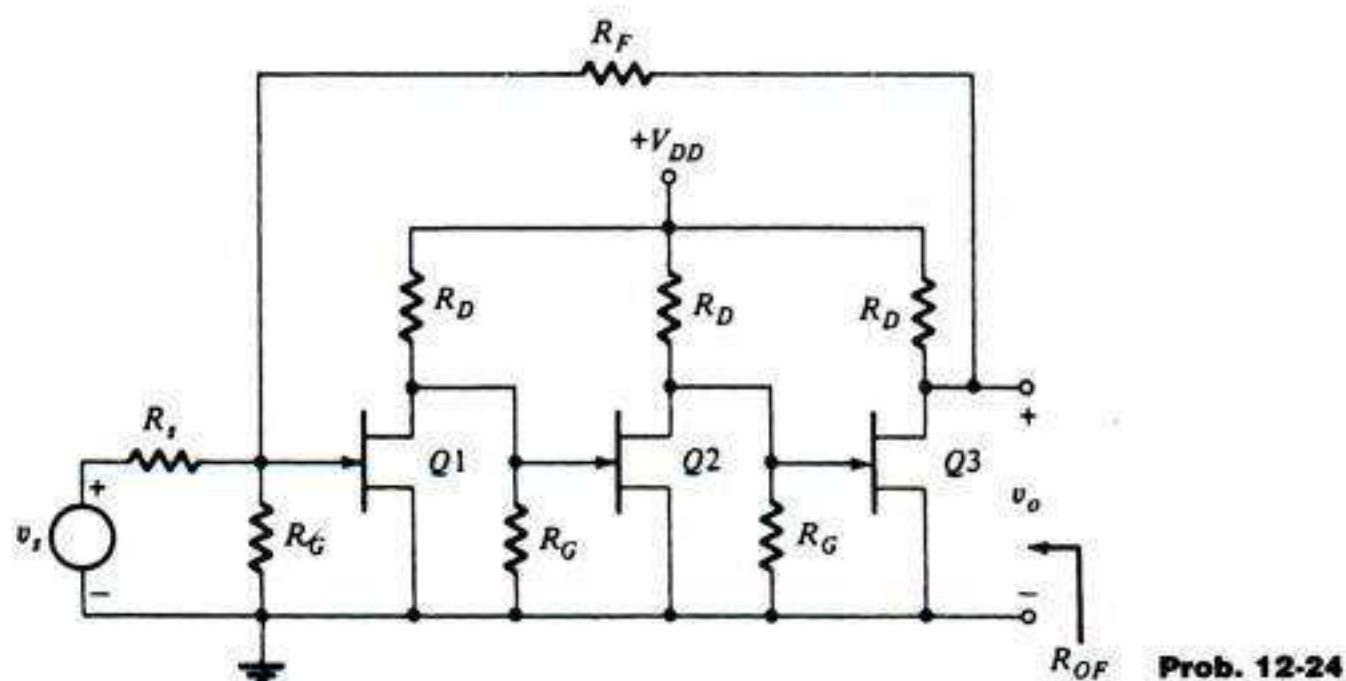 R_F
+V_DD
R_D
R_D
R_D
R_s
Q1
Q2
Q3
+
v_o
−
+
v_s
−
R_G
R_G
R_G
R_OF
Prob. 12-24